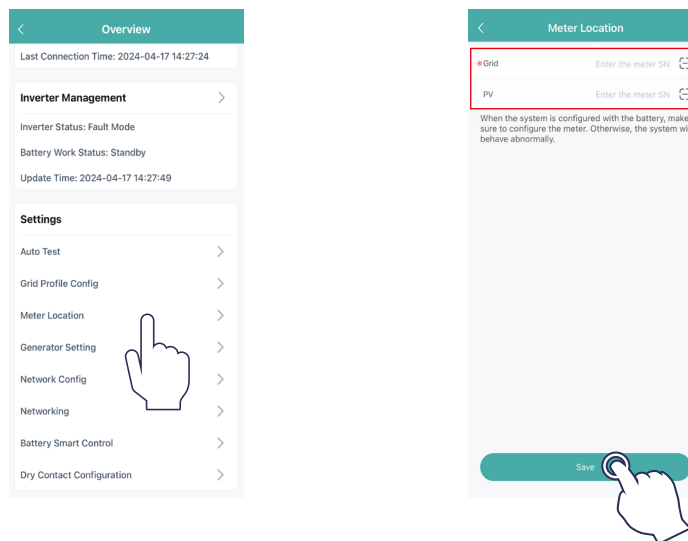 Overview
Last Connection Time: 2024-04-17 14:27:24
Inverter Management
Inverter Status: Fault Mode
Battery Work Status: Standby
Update Time: 2024-04-17 14:27:49
Settings
Auto Test
Grid Profile Config
Meter Location
Generator Setting
Network Config
Networking
Battery Smart Control
Dry Contact Configuration
Meter Location
*Grid Enter the meter SN
PV Enter the meter SN
When the system is configured with the battery, make
sure to configure the meter. Otherwise, the system wi
behave abnormally.
Save